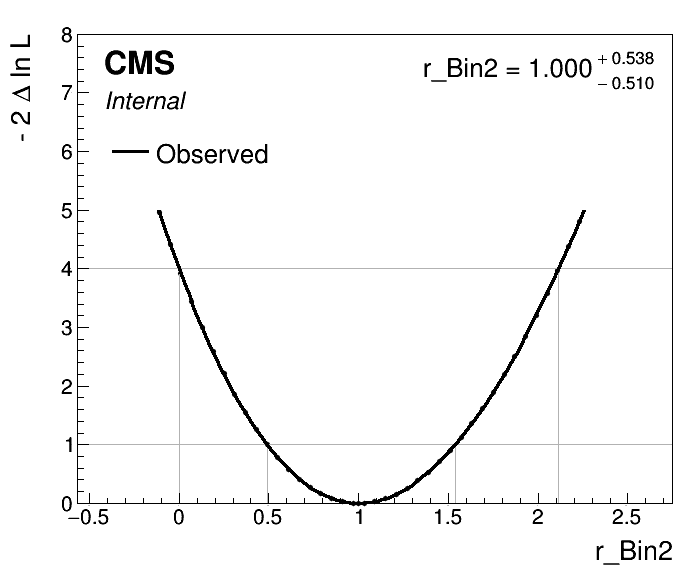 CMS
Internal
r_Bin2 = 1.000 + 0.538 − 0.510
Observed
- 2 Δ ln L
8
7
6
5
4
3
2
1
0
−0.5 0 0.5 1 1.5 2 2.5
r_Bin2